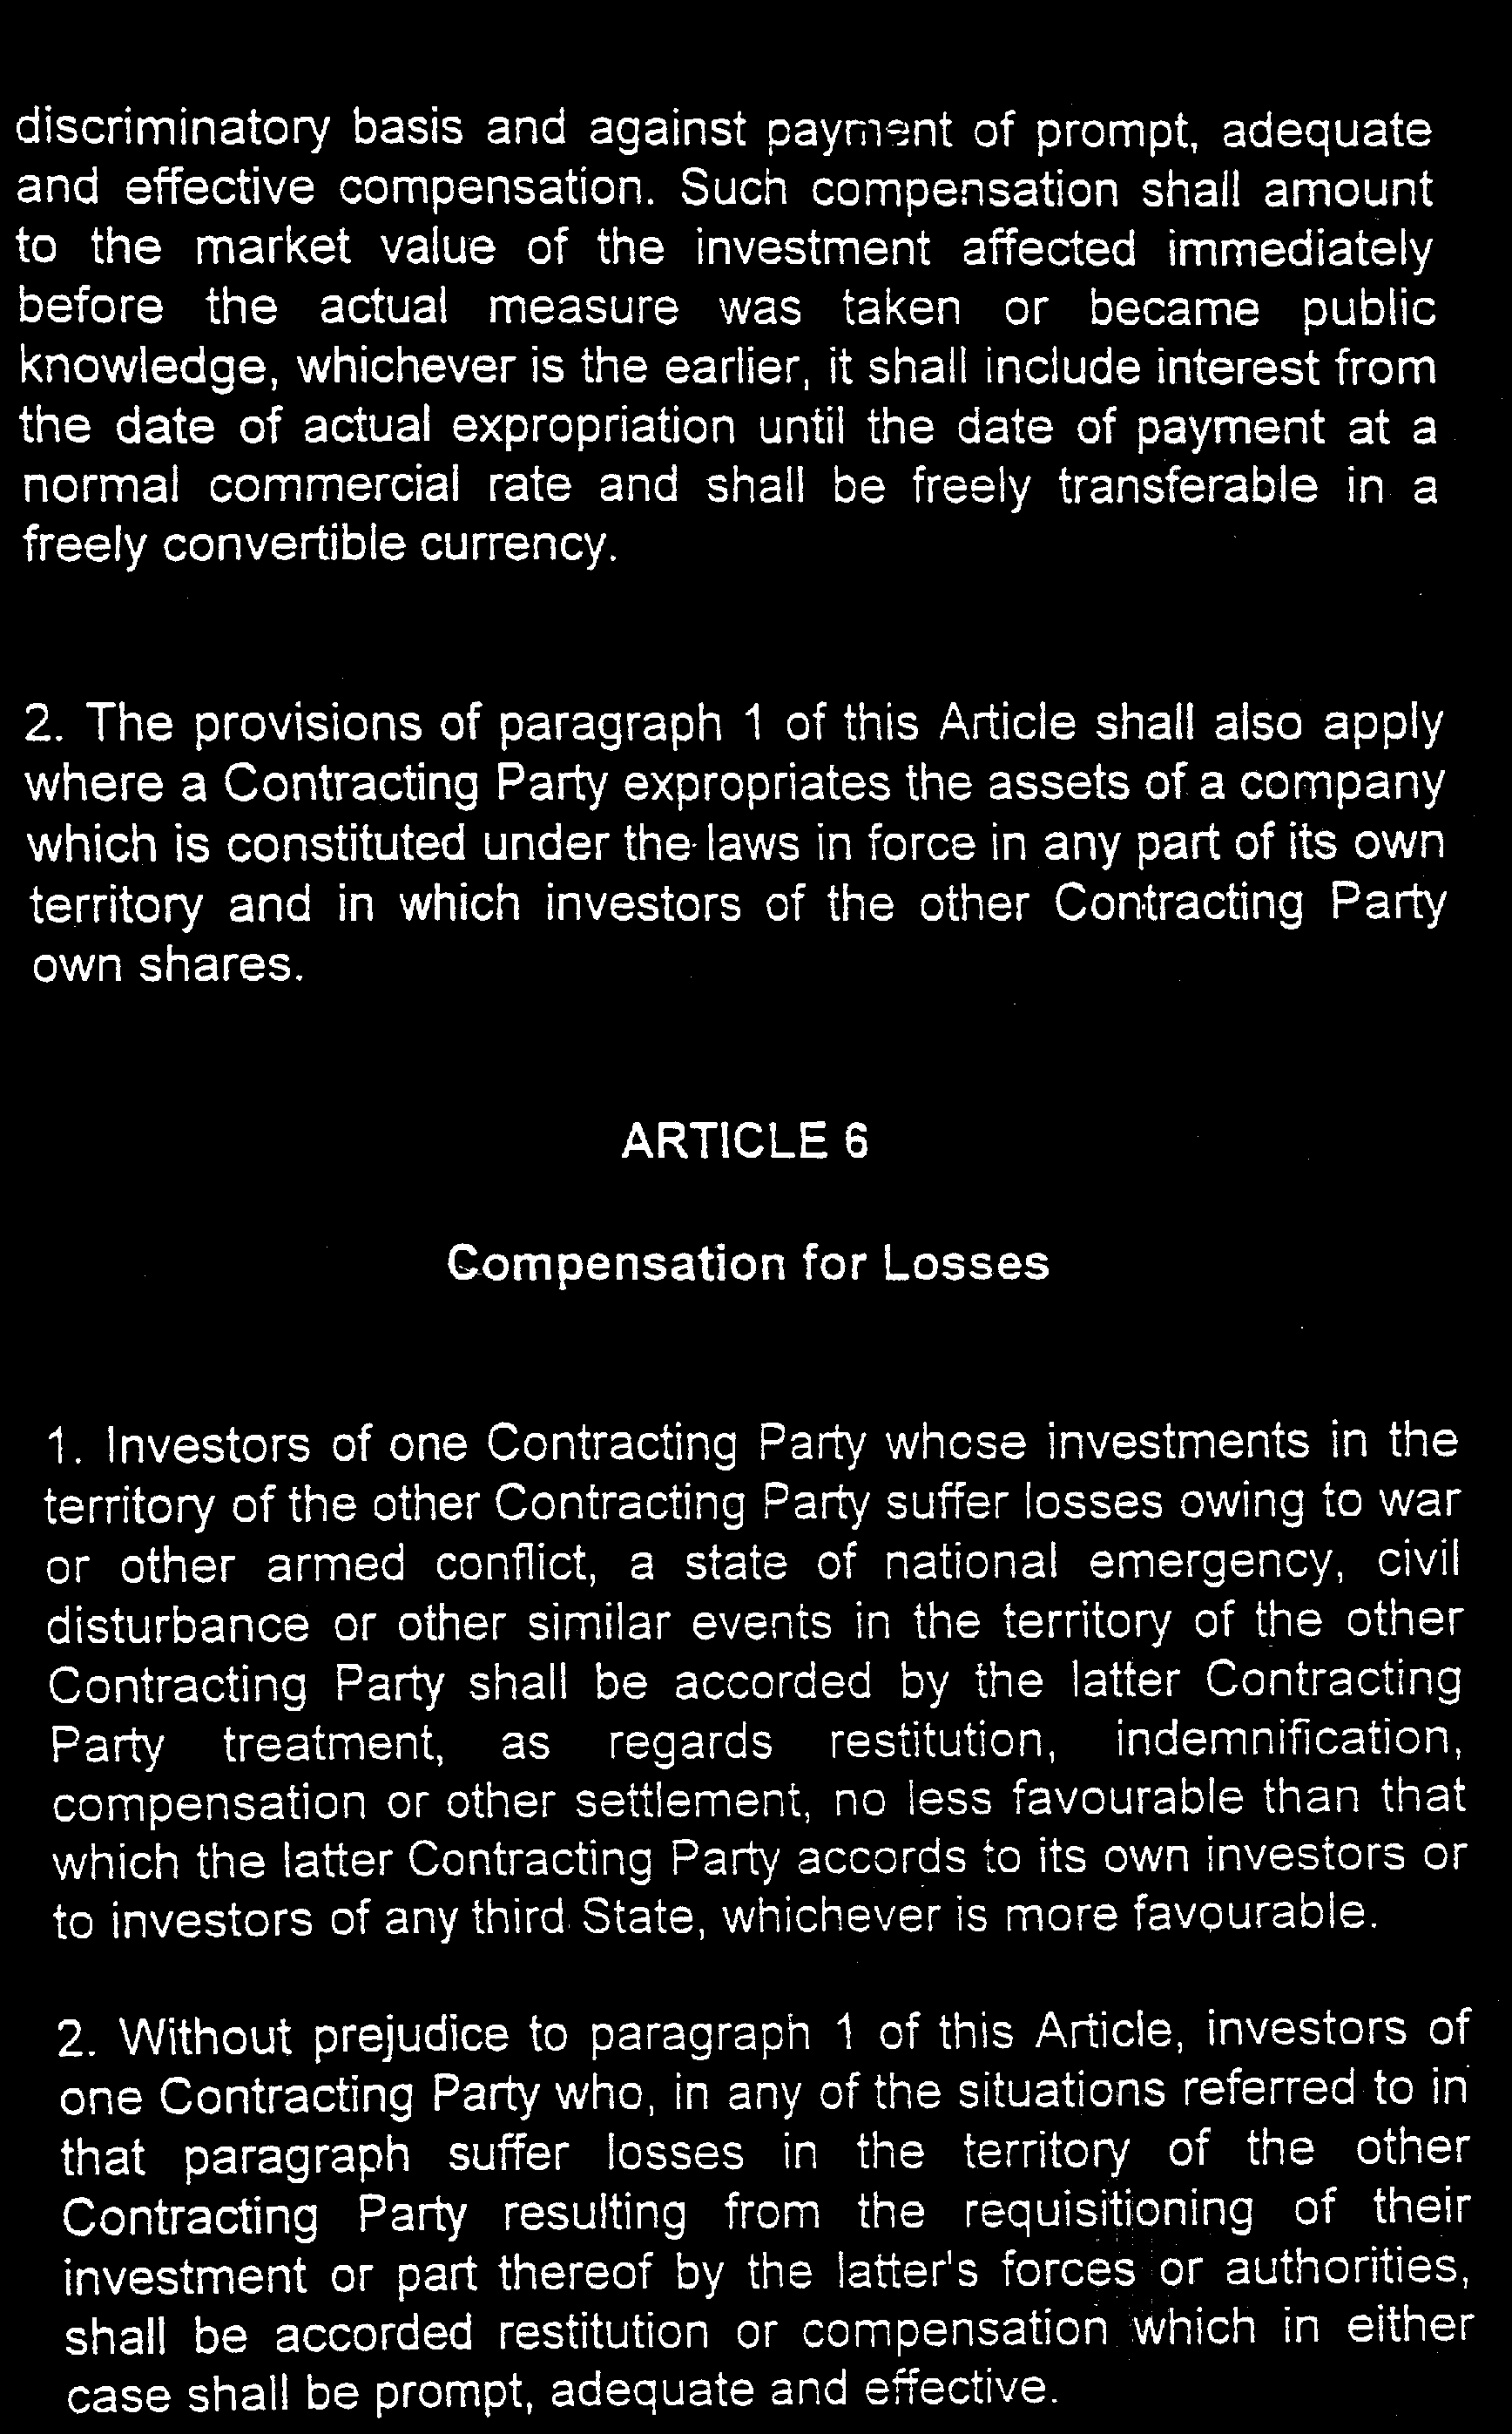 discriminatory basis and against payment of prompt, adequate
and effective compensation. Such compensation shall amount
to the market value of the investment affected immediately
before the actual measure was taken or became public
knowledge, whichever is the earlier, it shall include interest from
the date of actual expropriation until the date of payment at a
normal commercial rate and shall be freely transferable in a
freely convertible currency.
2. The provisions of paragraph 1 of this Article shall also apply
where a Contracting Party expropriates the assets of a company
which is constituted under the laws in force in any part of its own
territory and in which investors of the other Contracting Party
own shares.
ARTICLE 6
Compensation for Losses
1. Investors of one Contracting Party whose investments in the
territory of the other Contracting Party suffer losses owing to war
or other armed conflict, a state of national emergency, civil
disturbance or other similar events in the territory of the other
Contracting Party shall be accorded by the latter Contracting
Party treatment, as regards restitution, indemnification,
compensation or other settlement, no less favourable than that
which the latter Contracting Party accords to its own investors or
to investors of any third State, whichever is more favourable.
2. Without prejudice to paragraph 1 of this Article, investors of
one Contracting Party who, in any of the situations referred to in
that paragraph suffer losses in the territory of the other
Contracting Party resulting from the requisitioning of their
investment or part thereof by the latter's forces or authorities,
shall be accorded restitution or compensation which in either
case shall be prompt, adequate and effective.